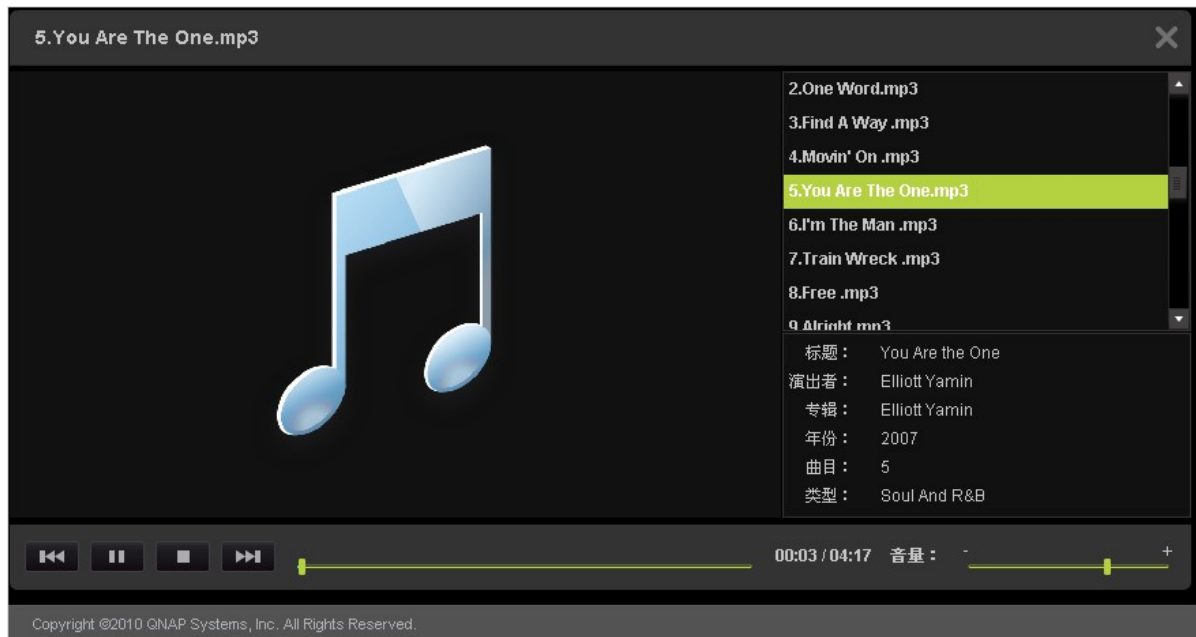 5.You Are The One.mp3
2.One Word.mp3
3.Find A Way .mp3
4.Movin' On .mp3
5.You Are The One.mp3
6.I'm The Man .mp3
7.Train Wreck .mp3
8.Free .mp3
9.Alright.mp3
标题： You Are the One
演出者： Elliott Yamin
专辑： Elliott Yamin
年份： 2007
曲目： 5
类型： Soul And R&B
00:03 / 04:17 音量： - +
Copyright ©2010 QNAP Systems, Inc. All Rights Reserved.